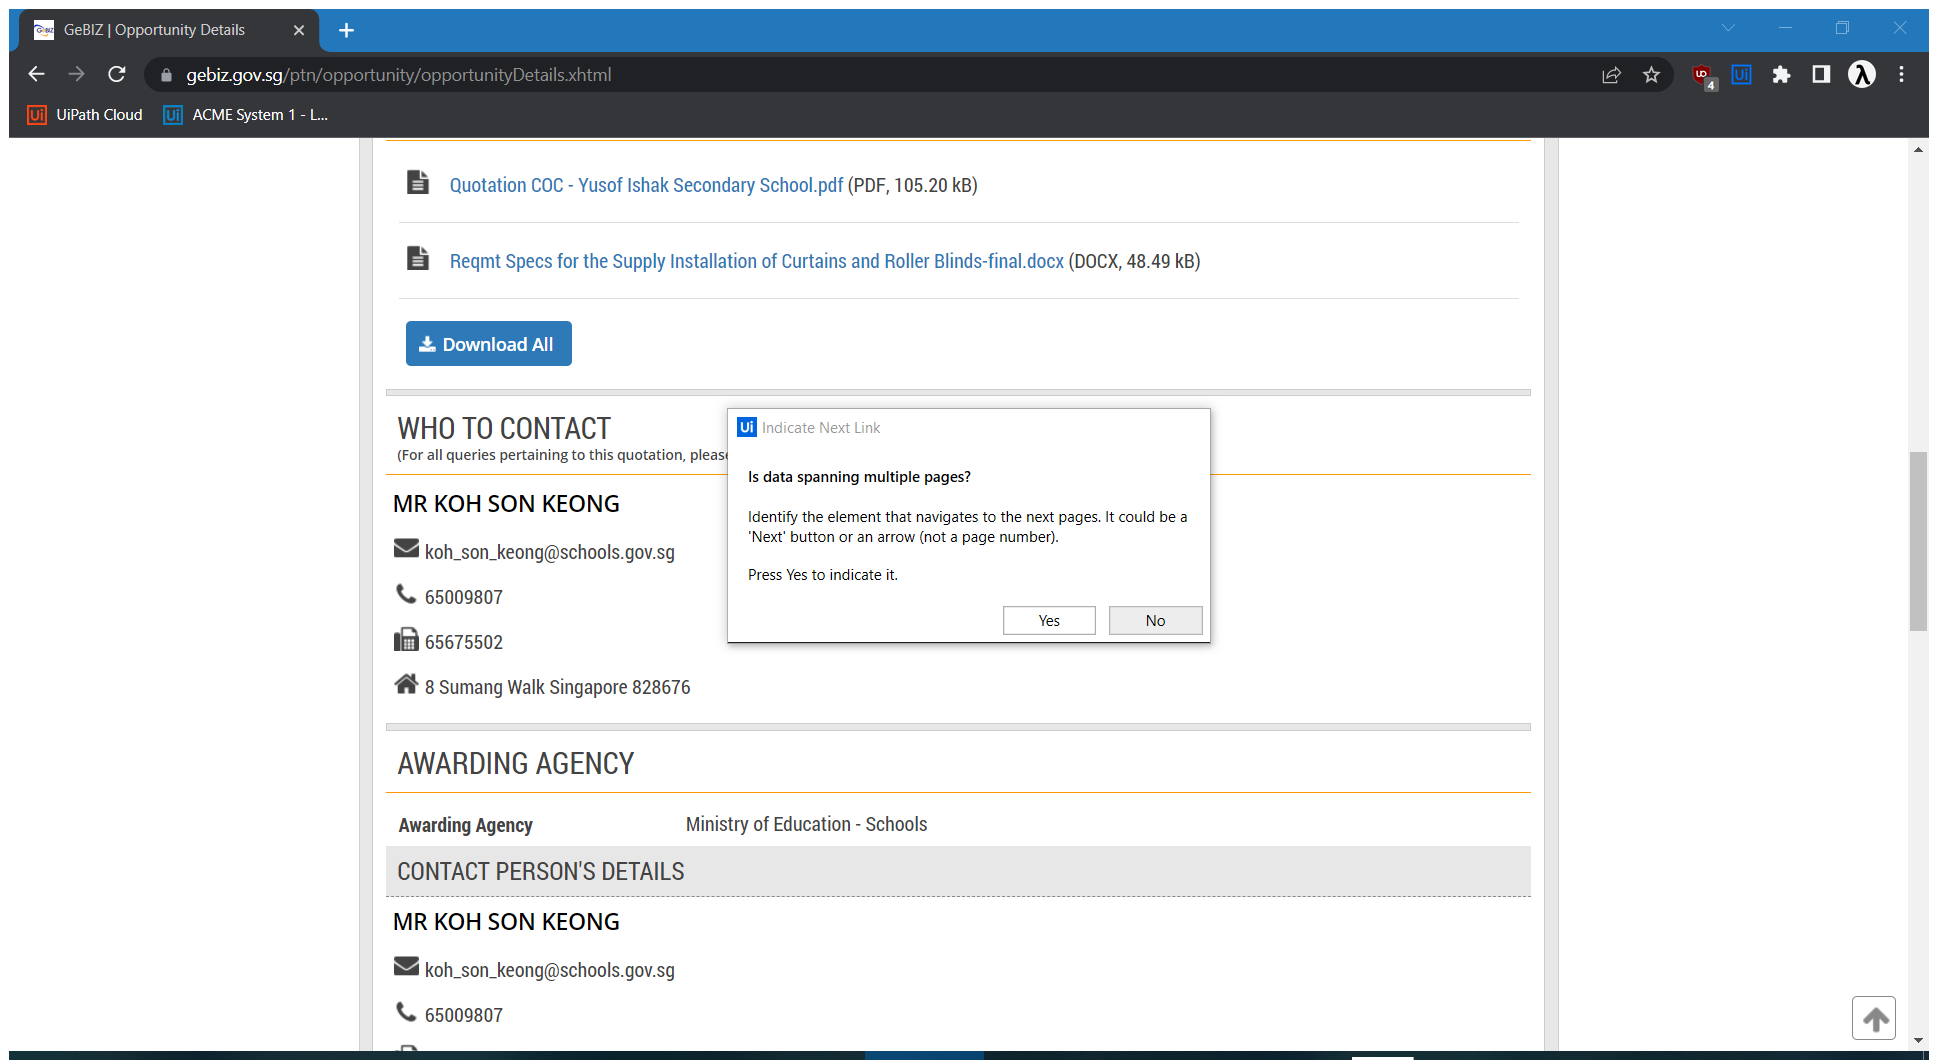 GeBIZ | Opportunity Details
gebiz.gov.sg/ptn/opportunity/opportunityDetails.xhtml
4
Ui UiPath Cloud
Ui ACME System 1 - L...
Quotation COC - Yusof Ishak Secondary School.pdf (PDF, 105.20 kB)
Reqmt Specs for the Supply Installation of Curtains and Roller Blinds-final.docx (DOCX, 48.49 kB)
Download All
WHO TO CONTACT
(For all queries pertaining to this quotation, please
MR KOH SON KEONG
koh_son_keong@schools.gov.sg
65009807
65675502
8 Sumang Walk Singapore 828676
Ui Indicate Next Link
Is data spanning multiple pages?
Identify the element that navigates to the next pages. It could be a
'Next' button or an arrow (not a page number).
Press Yes to indicate it.
Yes
No
AWARDING AGENCY
Awarding Agency
Ministry of Education - Schools
CONTACT PERSON'S DETAILS
MR KOH SON KEONG
koh_son_keong@schools.gov.sg
65009807